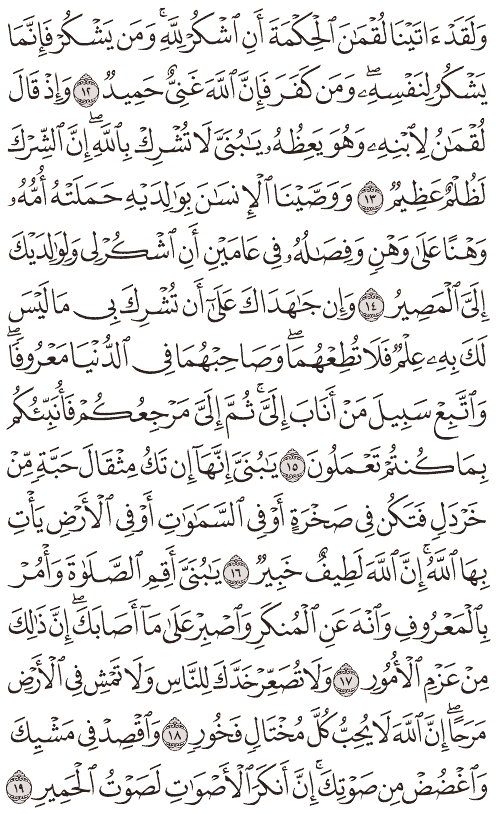 وَلَقَدْ ءَاتَيْنَا لُقْمَٰنَ ٱلْحِكْمَةَ أَنِ ٱشْكُرْ لِلَّهِ ۚ وَمَن يَشْكُرْ فَإِنَّمَا
يَشْكُرُ لِنَفْسِهِۦ ۖ وَمَن كَفَرَ فَإِنَّ ٱللَّهَ غَنِىٌّ حَمِيدٌ ١٢ وَإِذْ قَالَ
لُقْمَٰنُ لِٱبْنِهِۦ وَهُوَ يَعِظُهُۥ يَٰبُنَىَّ لَا تُشْرِكْ بِٱللَّهِ ۖ إِنَّ ٱلشِّرْكَ
لَظُلْمٌ عَظِيمٌ ١٣ وَوَصَّيْنَا ٱلْإِنسَٰنَ بِوَٰلِدَيْهِ حَمَلَتْهُ أُمُّهُۥ
وَهْنًا عَلَىٰ وَهْنٍ وَفِصَٰلُهُۥ فِى عَامَيْنِ أَنِ ٱشْكُرْ لِى وَلِوَٰلِدَيْكَ
إِلَىَّ ٱلْمَصِيرُ ١٤ وَإِن جَٰهَدَاكَ عَلَىٰٓ أَن تُشْرِكَ بِى مَا لَيْسَ
لَكَ بِهِۦ عِلْمٌ فَلَا تُطِعْهُمَا ۖ وَصَاحِبْهُمَا فِى ٱلدُّنْيَا مَعْرُوفًا ۖ
وَٱتَّبِعْ سَبِيلَ مَنْ أَنَابَ إِلَىَّ ۚ ثُمَّ إِلَىَّ مَرْجِعُكُمْ فَأُنَبِّئُكُم
بِمَا كُنتُمْ تَعْمَلُونَ ١٥ يَٰبُنَىَّ إِنَّهَآ إِن تَكُ مِثْقَالَ حَبَّةٍ مِّنْ
خَرْدَلٍ فَتَكُن فِى صَخْرَةٍ أَوْ فِى ٱلسَّمَٰوَٰتِ أَوْ فِى ٱلْأَرْضِ يَأْتِ
بِهَا ٱللَّهُ ۚ إِنَّ ٱللَّهَ لَطِيفٌ خَبِيرٌ ١٦ يَٰبُنَىَّ أَقِمِ ٱلصَّلَوٰةَ وَأْمُرْ
بِٱلْمَعْرُوفِ وَٱنْهَ عَنِ ٱلْمُنكَرِ وَٱصْبِرْ عَلَىٰ مَآ أَصَابَكَ ۖ إِنَّ ذَٰلِكَ
مِنْ عَزْمِ ٱلْأُمُورِ ١٧ وَلَا تُصَعِّرْ خَدَّكَ لِلنَّاسِ وَلَا تَمْشِ فِى ٱلْأَرْضِ
مَرَحًا ۖ إِنَّ ٱللَّهَ لَا يُحِبُّ كُلَّ مُخْتَالٍ فَخُورٍ ١٨ وَٱقْصِدْ فِى مَشْيِكَ
وَٱغْضُضْ مِن صَوْتِكَ ۚ إِنَّ أَنكَرَ ٱلْأَصْوَٰتِ لَصَوْتُ ٱلْحَمِيرِ ١٩